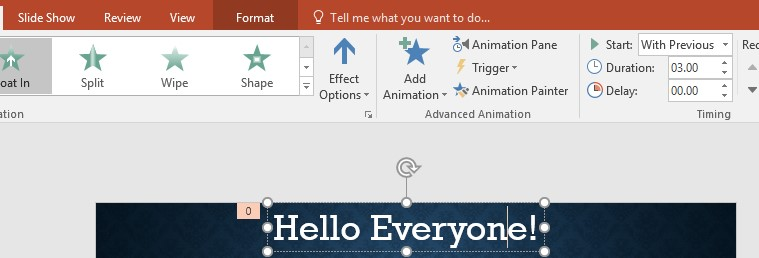 Slide Show Review View Format Tell me what you want to do...
oat In Split Wipe Shape
Effect Options
Add Animation
Animation Pane
Trigger
Animation Painter
Start: With Previous
Duration: 03.00
Delay: 00.00
Rec
ation Advanced Animation Timing
0
Hello Everyone!